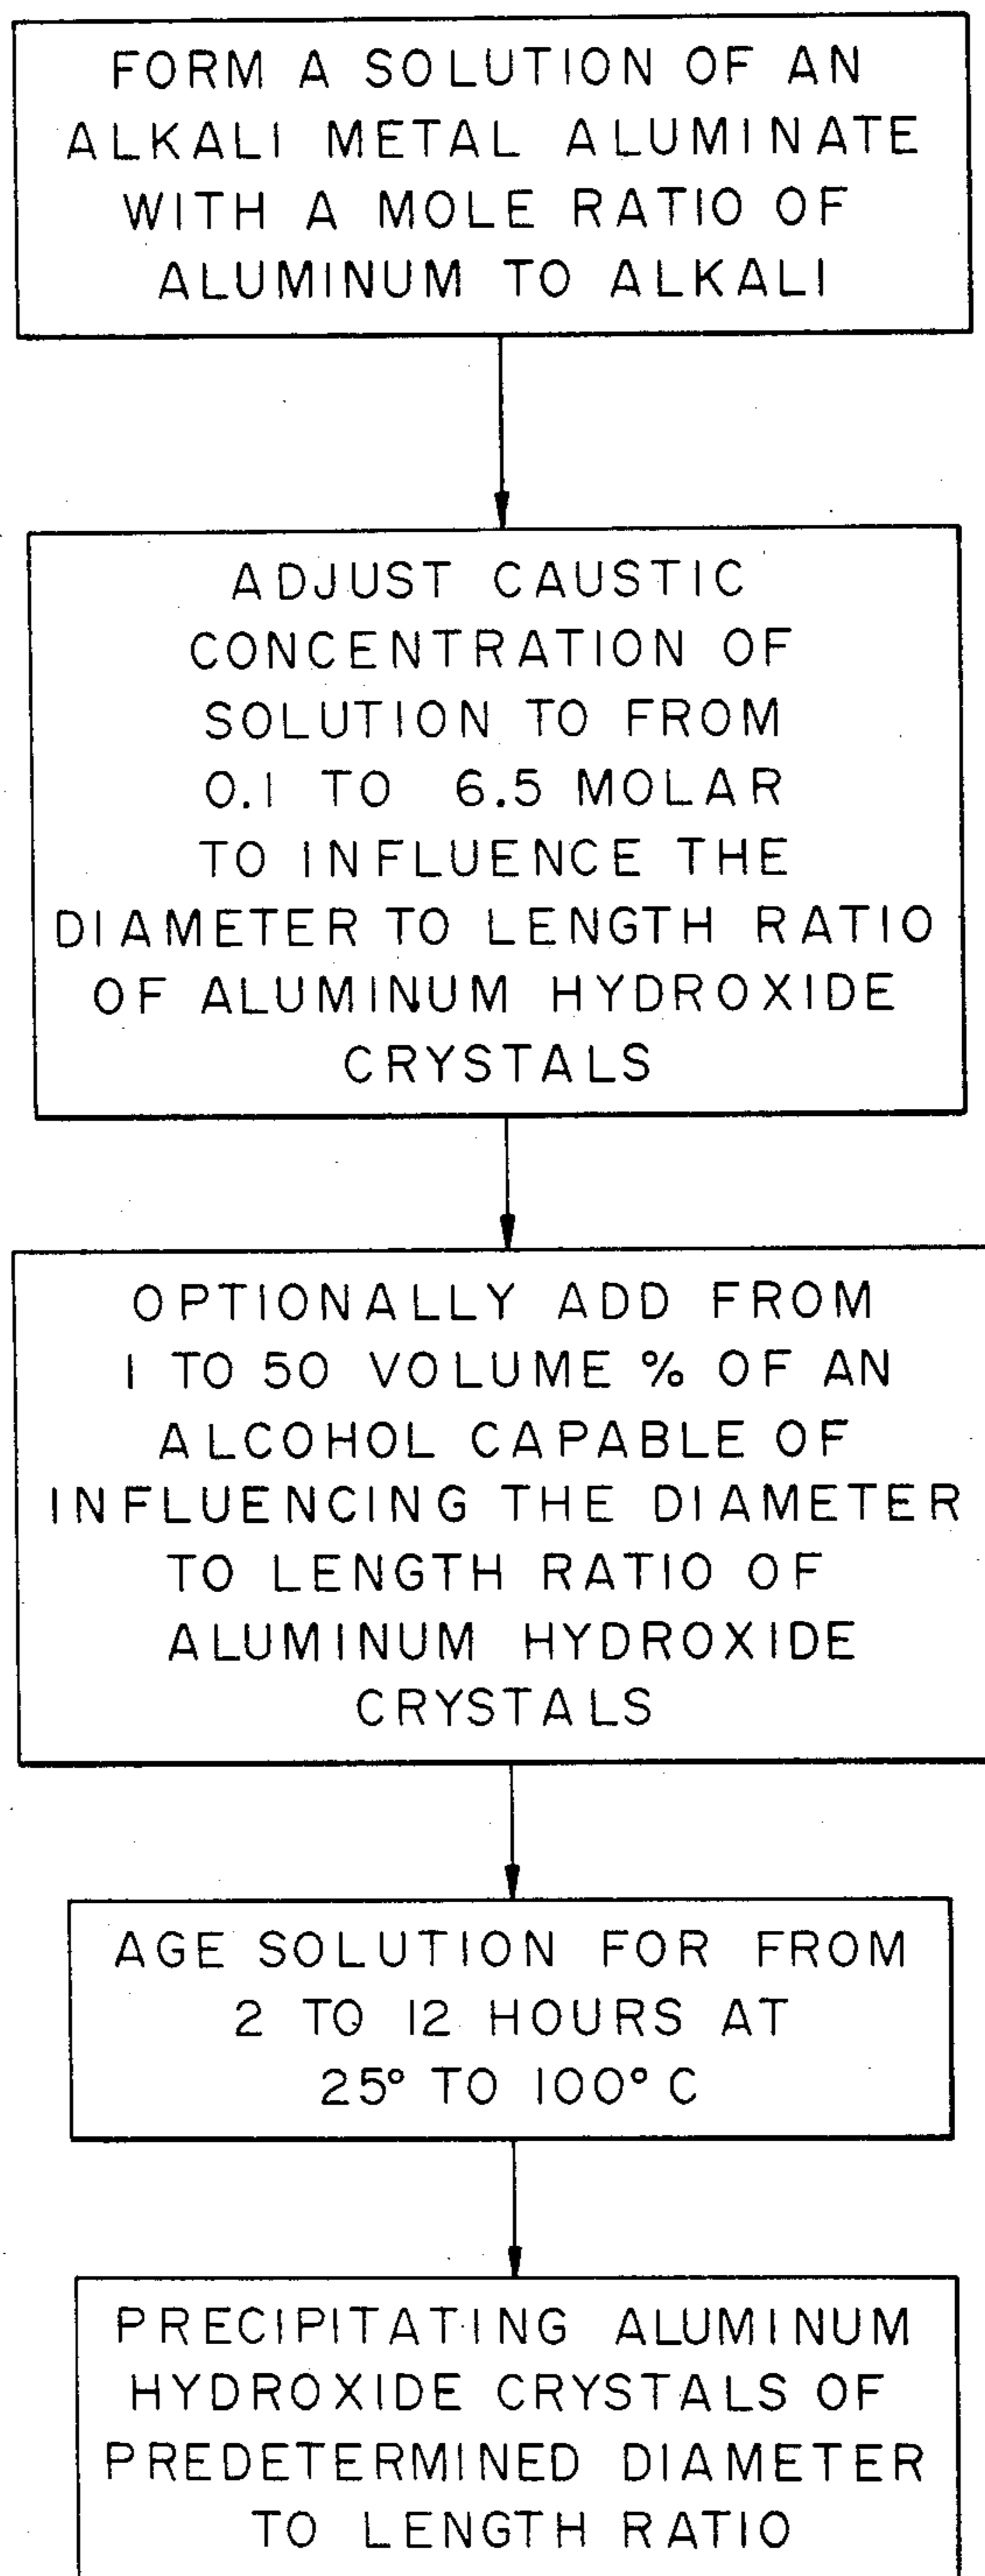 FORM A SOLUTION OF AN
ALKALI METAL ALUMINATE
WITH A MOLE RATIO OF
ALUMINUM TO ALKALI
ADJUST CAUSTIC
CONCENTRATION OF
SOLUTION TO FROM
0.1 TO 6.5 MOLAR
TO INFLUENCE THE
DIAMETER TO LENGTH RATIO
OF ALUMINUM HYDROXIDE
CRYSTALS
OPTIONALLY ADD FROM
1 TO 50 VOLUME % OF AN
ALCOHOL CAPABLE OF
INFLUENCING THE DIAMETER
TO LENGTH RATIO OF
ALUMINUM HYDROXIDE
CRYSTALS
AGE SOLUTION FOR FROM
2 TO 12 HOURS AT
25° TO 100° C
PRECIPITATING ALUMINUM
HYDROXIDE CRYSTALS OF
PREDETERMINED DIAMETER
TO LENGTH RATIO